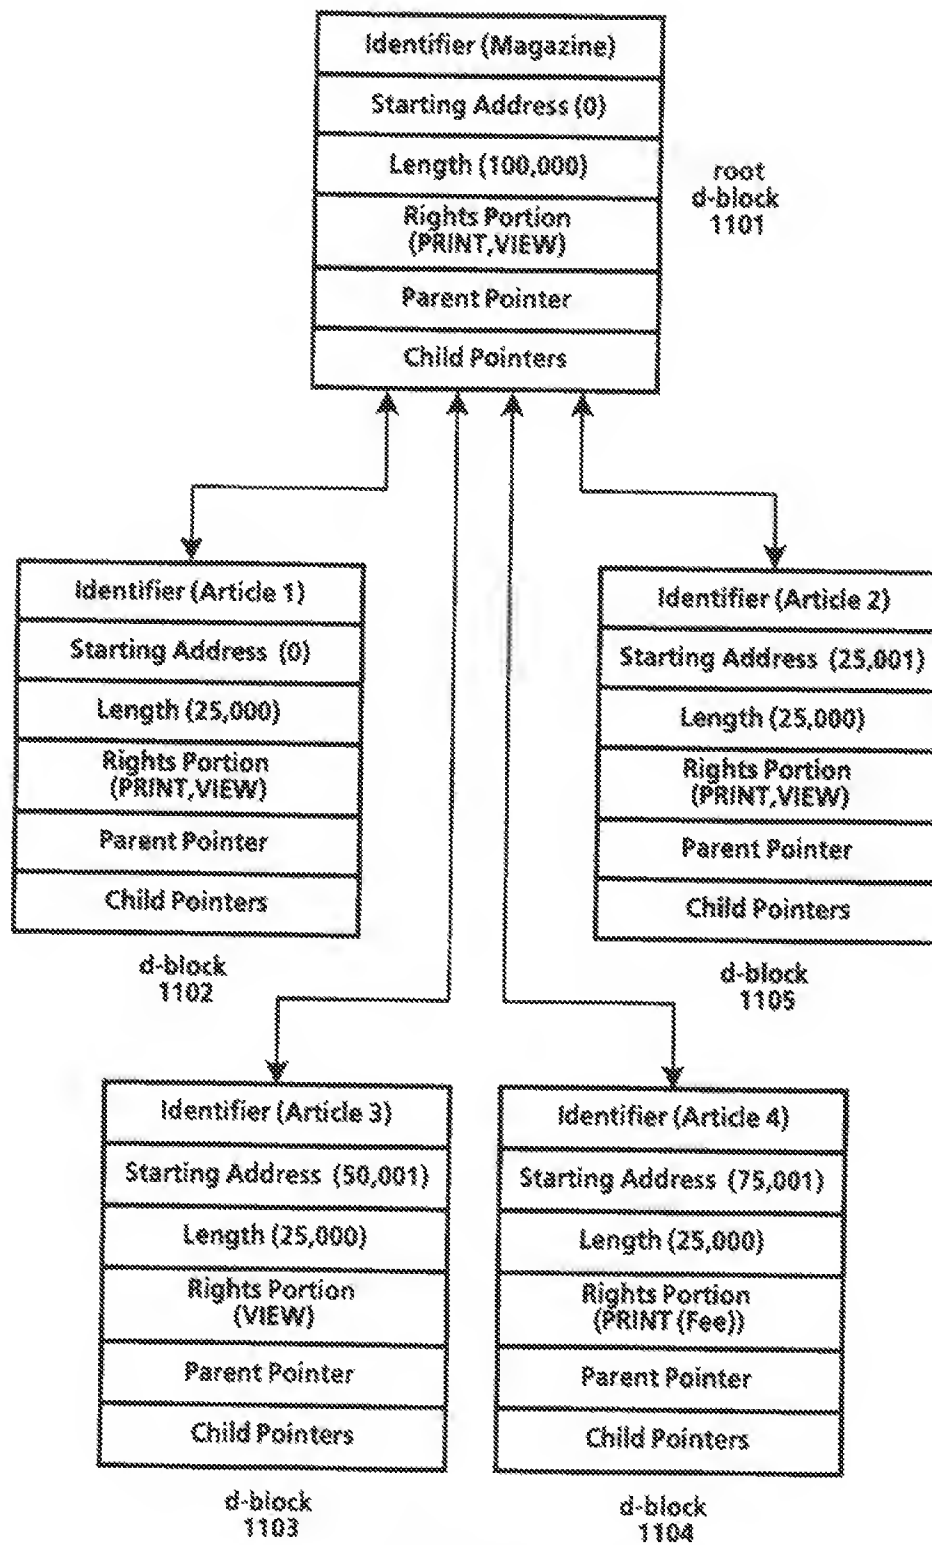 Identifier (Magazine)
Starting Address (0)
Length (100,000)
Rights Portion
(PRINT,VIEW)
Parent Pointer
Child Pointers
root
d-block
1101
Identifier (Article 1)
Starting Address (0)
Length (25,000)
Rights Portion
(PRINT,VIEW)
Parent Pointer
Child Pointers
d-block
1102
Identifier (Article 2)
Starting Address (25,001)
Length (25,000)
Rights Portion
(PRINT,VIEW)
Parent Pointer
Child Pointers
d-block
1105
Identifier (Article 3)
Starting Address (50,001)
Length (25,000)
Rights Portion
(VIEW)
Parent Pointer
Child Pointers
d-block
1103
Identifier (Article 4)
Starting Address (75,001)
Length (25,000)
Rights Portion
(PRINT (Fee))
Parent Pointer
Child Pointers
d-block
1104